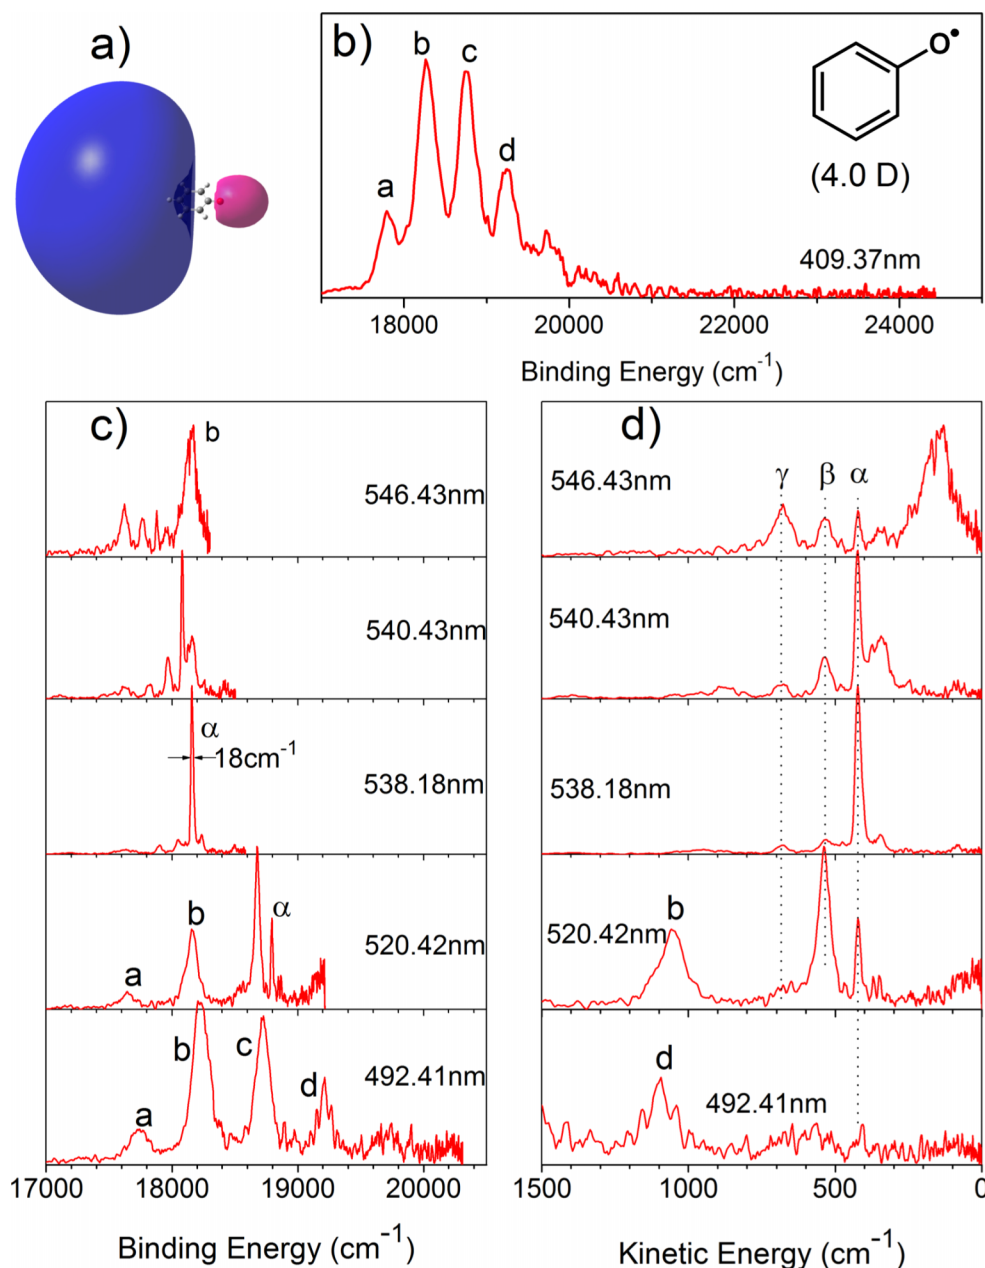 a)
b)
b
c
d
a
O•
(4.0 D)
409.37nm
18000 20000 22000 24000
Binding Energy (cm⁻¹)
c)
b
546.43nm
540.43nm
α
18cm⁻¹
538.18nm
a
b
α
520.42nm
a
b
c
d
492.41nm
17000 18000 19000 20000
Binding Energy (cm⁻¹)
d)
546.43nm
γ β α
540.43nm
538.18nm
b
520.42nm
d
492.41nm
1500 1000 500 0
Kinetic Energy (cm⁻¹)